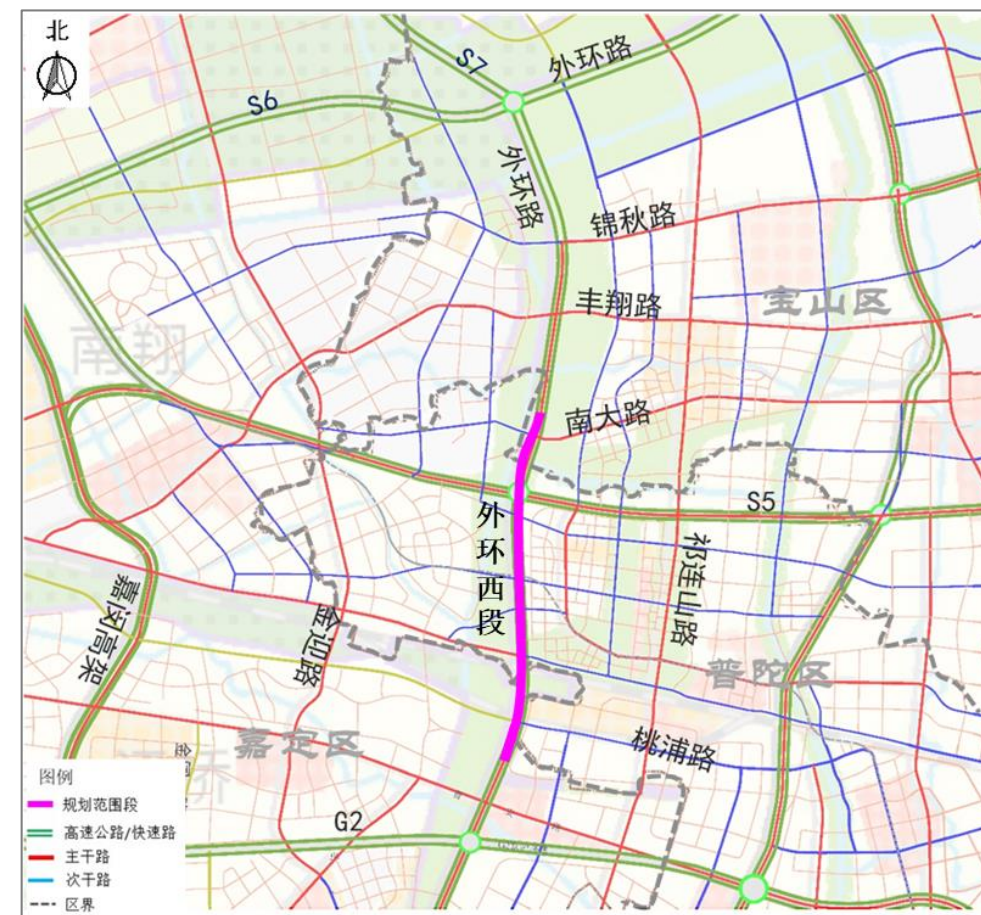 北
S7
外环路
S6
外环路
锦秋路
丰翔路
宝山区
南翔
南大路
S5
外环西段
祁连山路
嘉闵高架
金迎路
普陀区
桃浦路
嘉定区
图例
规划范围段
高速公路/快速路
主干路
次干路
区界
G2